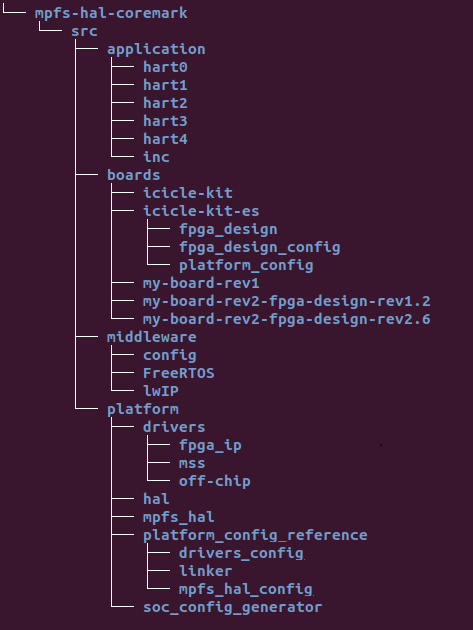 mpfs-hal-coremark
src
application
hart0
hart1
hart2
hart3
hart4
inc
boards
icicle-kit
icicle-kit-es
fpga_design
fpga_design_config
platform_config
my-board-rev1
my-board-rev2-fpga-design-rev1.2
my-board-rev2-fpga-design-rev2.6
middleware
config
FreeRTOS
lwIP
platform
drivers
fpga_ip
mss
off-chip
hal
mpfs_hal
platform_config_reference
drivers_config
linker
mpfs_hal_config
soc_config_generator